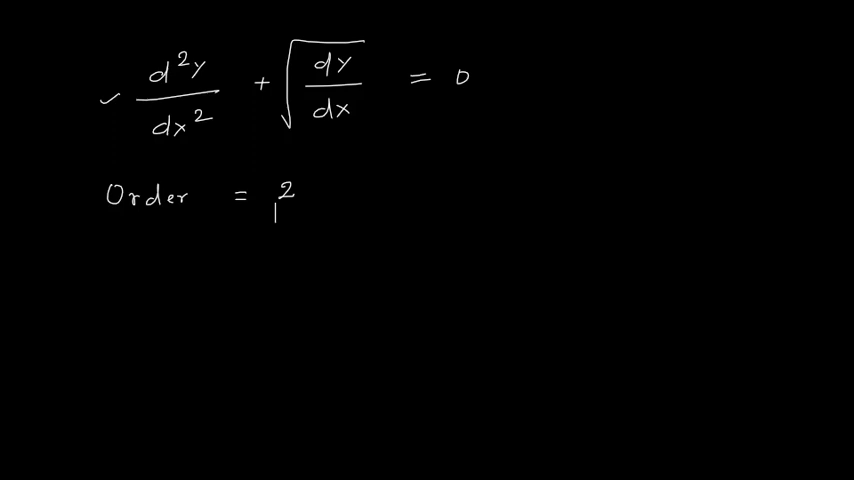 ✓ d²y/dx² + √(dy/dx) = 0
Order = 2